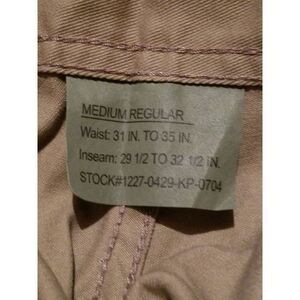 MEDIUM REGULAR
Waist: 31 IN. TO 35 IN.
Inseam: 29 1/2 TO 32 1/2 IN.
STOCK#1227-0429-KP-0704